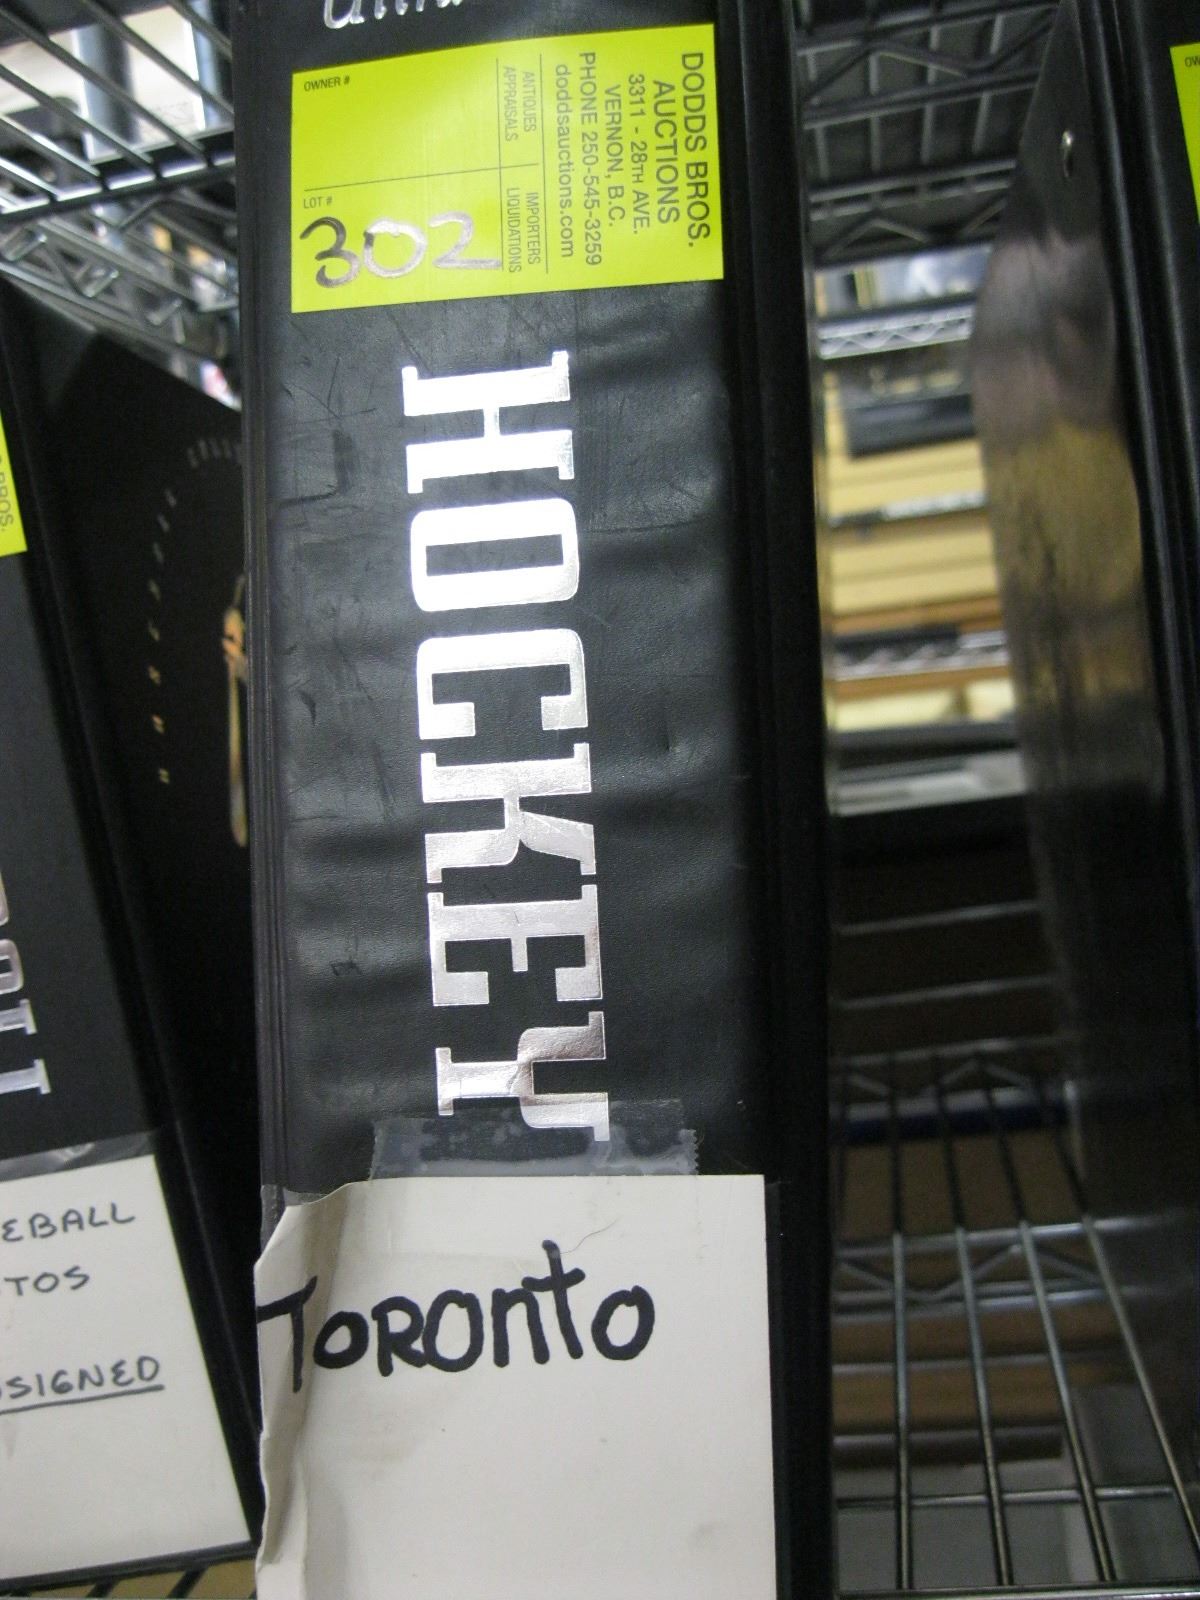 OWNER #
LOT #
302
DODDS BROS.
AUCTIONS
3311 - 28TH AVE.
VERNON, B.C.
PHONE 250-545-3259
doddsauctions.com
ANTIQUES
APPRAISALS
IMPORTERS
LIQUIDATIONS
HOCKEY
TORONTO
EBALL
TOS
SIGNED
BROS.